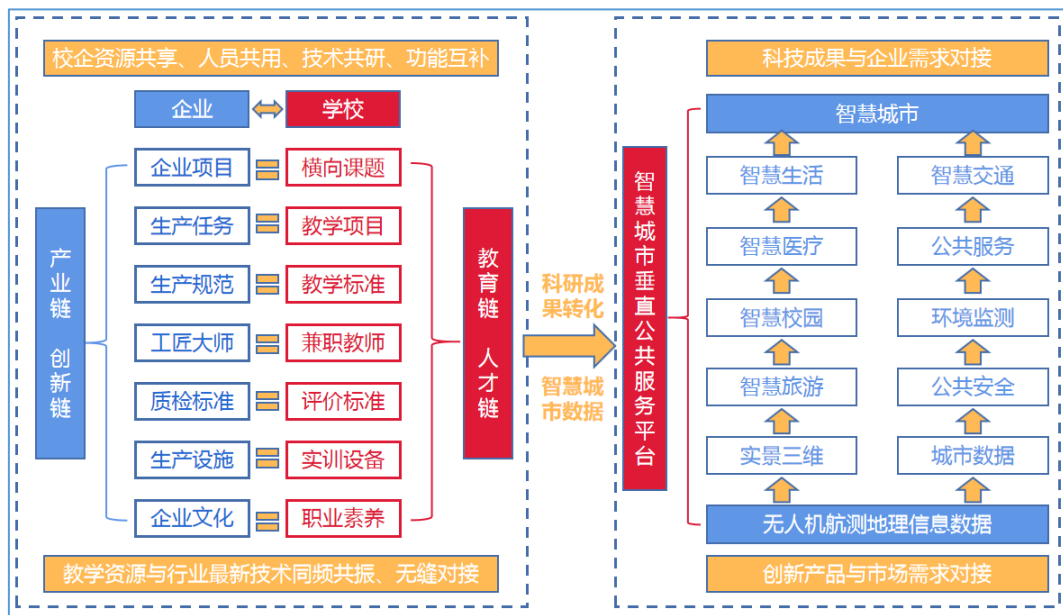 校企资源共享、人员共用、技术共研、功能互补
企业
学校
产业链 创新链
企业项目
横向课题
生产任务
教学项目
生产规范
教学标准
工匠大师
兼职教师
质检标准
评价标准
生产设施
实训设备
企业文化
职业素养
教育链 人才链
教学资源与行业最新技术同频共振、无缝对接
科研成
果转化
智慧城
市数据
科技成果与企业需求对接
智慧城市垂直公共服务平台
智慧城市
智慧生活
智慧交通
智慧医疗
公共服务
智慧校园
环境监测
智慧旅游
公共安全
实景三维
城市数据
无人机航测地理信息数据
创新产品与市场需求对接